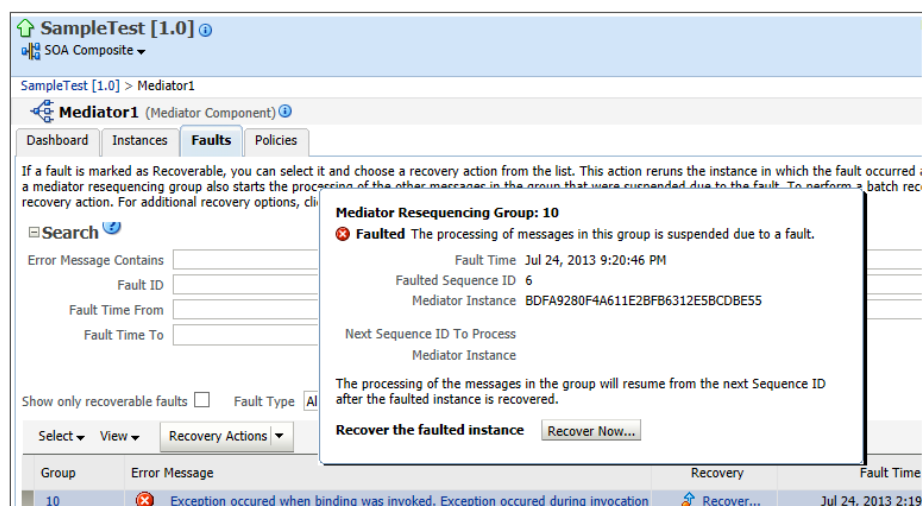 SampleTest [1.0]
SOA Composite
SampleTest [1.0] > Mediator1
Mediator1 (Mediator Component)
Dashboard Instances Faults Policies
If a fault is marked as Recoverable, you can select it and choose a recovery action from the list. This action reruns the instance in which the fault occurred
a mediator resequencing group also starts the processing of the other messages in the group that were suspended due to the fault. To perform a batch
recovery action. For additional recovery options,
Mediator Resequencing Group: 10
Faulted The processing of messages in this group is suspended due to a fault.
Fault Time Jul 24, 2013 9:20:46 PM
Faulted Sequence ID 6
Mediator Instance BDFA9280F4A611E2BFB6312E5BCDBE55
Next Sequence ID To Process
Mediator Instance
The processing of the messages in the group will resume from the next Sequence ID
after the faulted instance is recovered.
Recover the faulted instance Recover Now...
Search
Error Message Contains
Fault ID
Fault Time From
Fault Time To
Show only recoverable faults Fault Type Al
Select View Recovery Actions
Group Error Message Recovery Fault Time
10 Exception occured when binding was invoked. Exception occured during invocation Recover... Jul 24, 2013 2:19